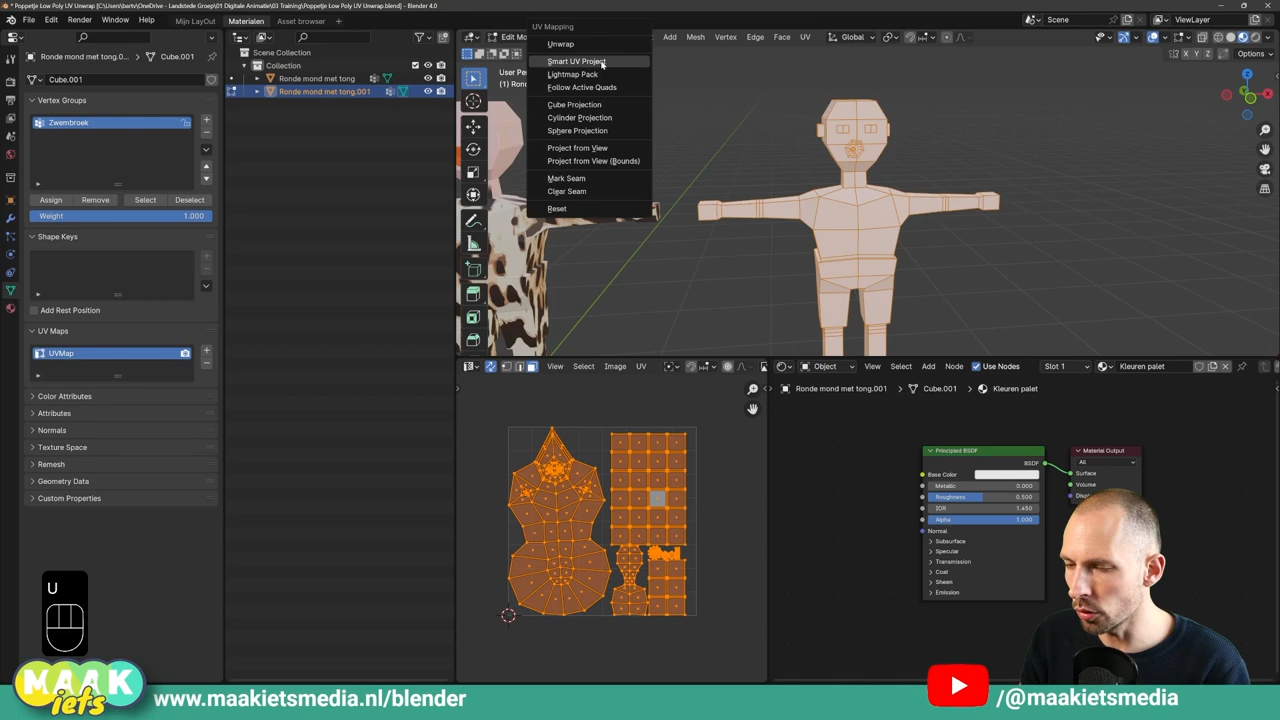 * Poppetje Low Poly UV Unwrap [C:\Users\bartv\OneDrive - Landstede Groep\01 Digitale Animatie\03 Training\Poppetje Low Poly UV Unwrap.blend] - Blender 4.0
File Edit Render Window Help Mijn LayOut Materialen Asset browser Scene ViewLayer
Edit Mo Add Mesh Vertex Edge Face UV Global
X Y Z Options
Ronde mond met tong.0... Cube.001
Cube.001
Vertex Groups
Zwembroek
Assign Remove Select Deselect
Weight 1.000
Shape Keys
Add Rest Position
UV Maps
UVMap
Color Attributes
Attributes
Normals
Texture Space
Remesh
Geometry Data
Custom Properties
Scene Collection
Collection
Ronde mond met tong
Ronde mond met tong.001
User Per
(1) Rond
UV Mapping
Unwrap
Smart UV Project
Lightmap Pack
Follow Active Quads
Cube Projection
Cylinder Projection
Sphere Projection
Project from View
Project from View (Bounds)
Mark Seam
Clear Seam
Reset
Z
View Select Image UV
Object View Select Add Node Use Nodes Slot 1 Kleuren palet
Ronde mond met tong.001 Cube.001 Kleuren palet
Principled BSDF
BSDF
Base Color
Metallic 0.000
Roughness 0.500
IOR 1.450
Alpha 1.000
Normal
Subsurface
Specular
Transmission
Coat
Sheen
Emission
Material Output
All
Surface
Volume
U
MAAK
iets
www.maakietsmedia.nl/blender
/@maakietsmedia